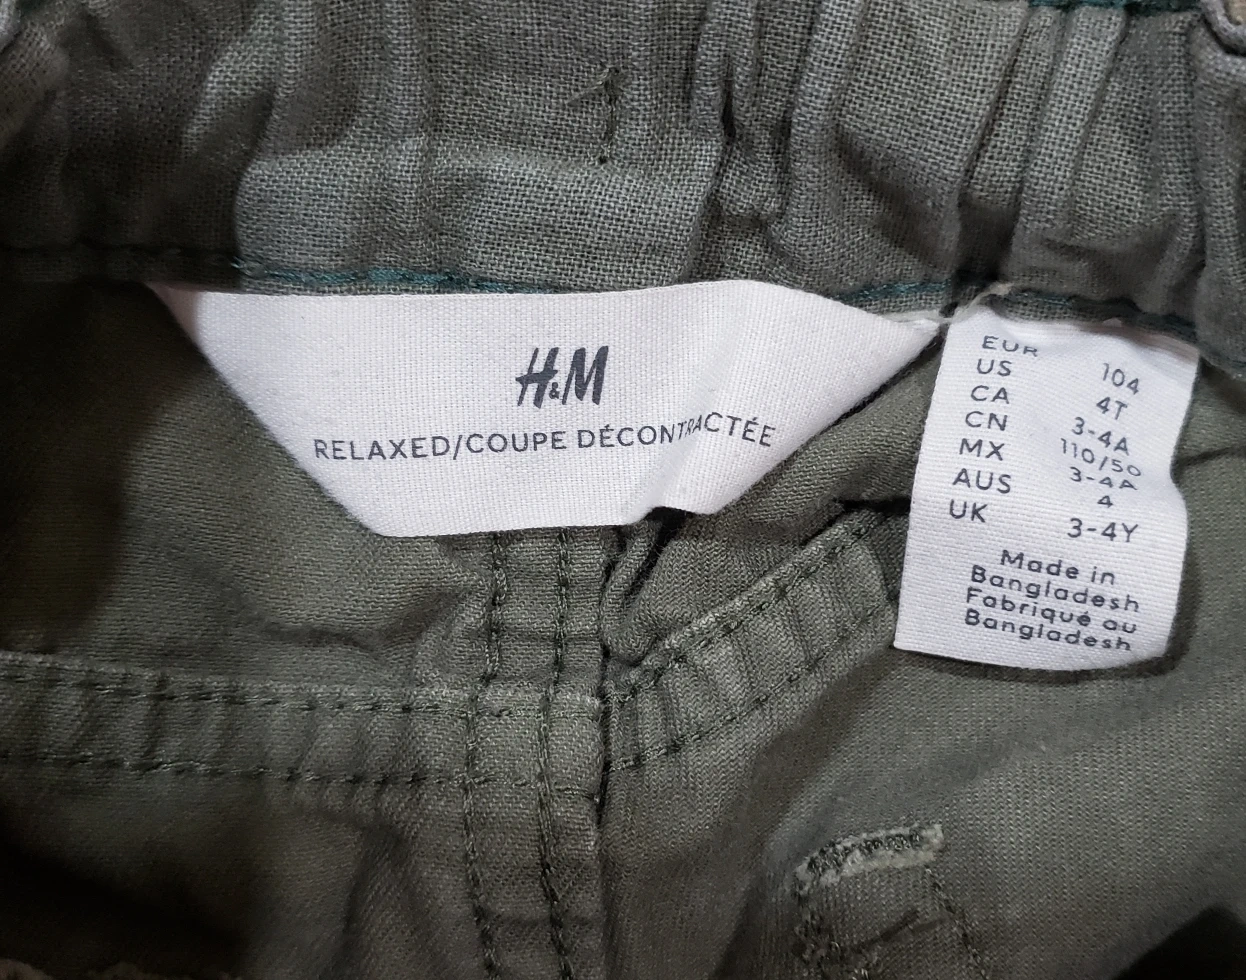 H&M
RELAXED/COUPE DÉCONTRACTÉE
EUR 104
US 4T
CA 3-4A
CN 110/50
MX 3-4A
AUS 4
UK 3-4Y
Made in
Bangladesh
Fabriqué au
Bangladesh